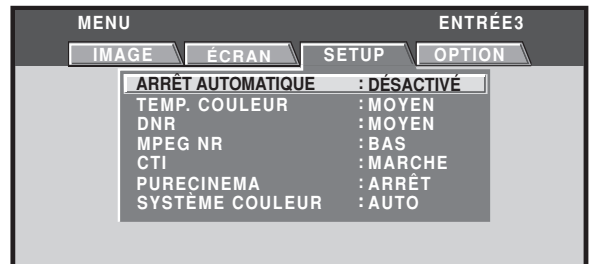 MENU ENTRÉE3
IMAGE ÉCRAN SETUP OPTION
ARRÊT AUTOMATIQUE : DÉSACTIVÉ
TEMP. COULEUR : MOYEN
DNR : MOYEN
MPEG NR : BAS
CTI : MARCHE
PURECINEMA : ARRÊT
SYSTÈME COULEUR : AUTO